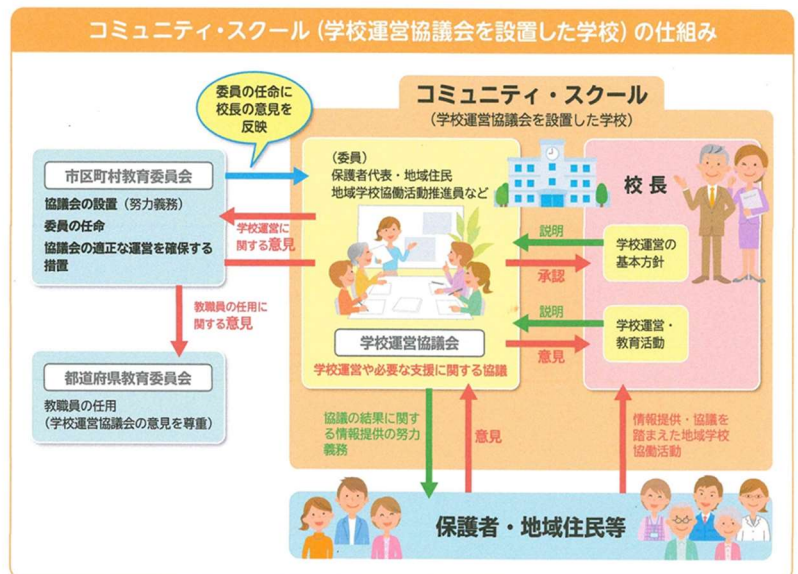 コミュニティ・スクール(学校運営協議会を設置した学校)の仕組み
委員の任命に
校長の意見を
反映
コミュニティ・スクール
(学校運営協議会を設置した学校)
市区町村教育委員会
協議会の設置(努力義務)
委員の任命
協議会の適正な運営を確保する
措置
学校運営に
関する意見
(委員)
保護者代表・地域住民
地域学校協働活動推進員など
校長
説明
学校運営の
基本方針
承認
説明
学校運営・
教育活動
意見
学校運営協議会
学校運営や必要な支援に関する協議
教職員の任用に
関する意見
都道府県教育委員会
教職員の任用
(学校運営協議会の意見を尊重)
協議の結果に関す
る情報提供の努力
義務
意見
情報提供・協議を
踏まえた地域学校
協働活動
保護者・地域住民等